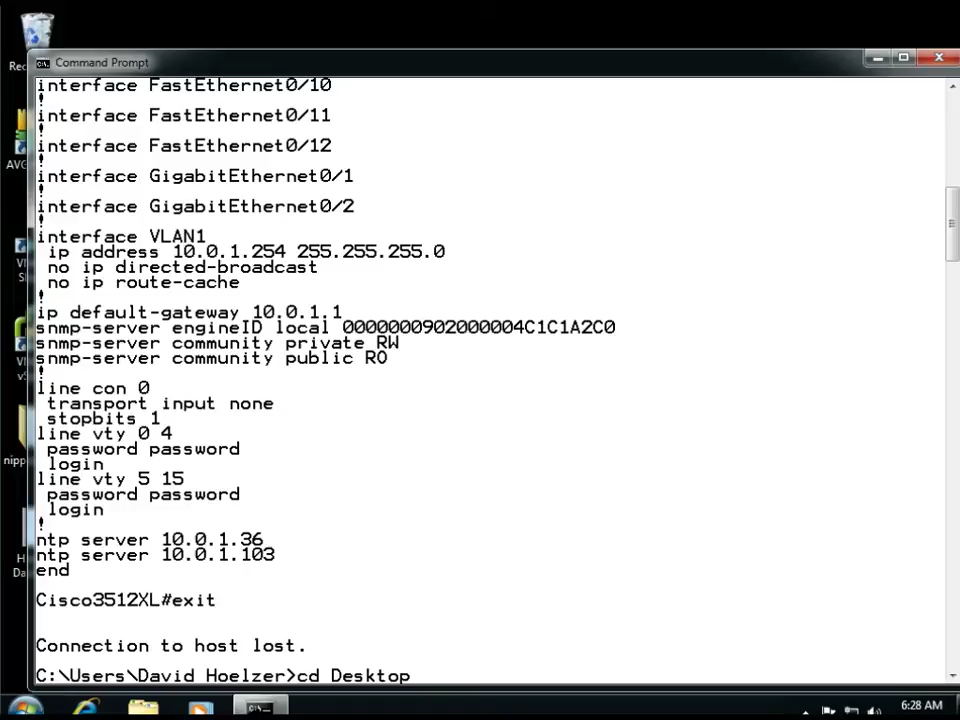 Rec
Command Prompt
interface FastEthernet0/10
!
interface FastEthernet0/11
!
interface FastEthernet0/12
!
interface GigabitEthernet0/1
!
interface GigabitEthernet0/2
!
interface VLAN1
ip address 10.0.1.254 255.255.255.0
no ip directed-broadcast
no ip route-cache
!
ip default-gateway 10.0.1.1
snmp-server engineID local 0000000902000004C1C1A2C0
snmp-server community private RW
snmp-server community public RO
!
line con 0
transport input none
stopbits 1
line vty 0 4
password password
login
line vty 5 15
password password
login
!
ntp server 10.0.1.36
ntp server 10.0.1.103
end
Cisco3512XL#exit
Connection to host lost.
C:\Users\David Hoelzer>cd Desktop
AVG
nipp
Da
6:28 AM